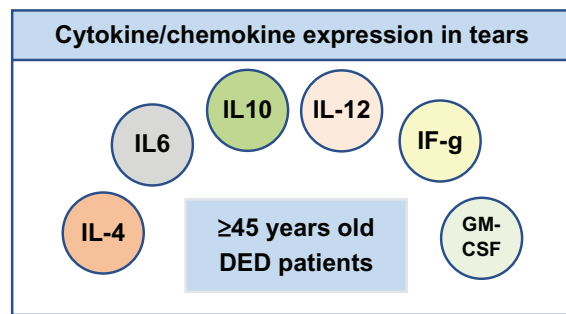 Cytokine/chemokine expression in tears
IL10
IL-12
IL6
IF-g
IL-4
≥45 years old
DED patients
GM-
CSF